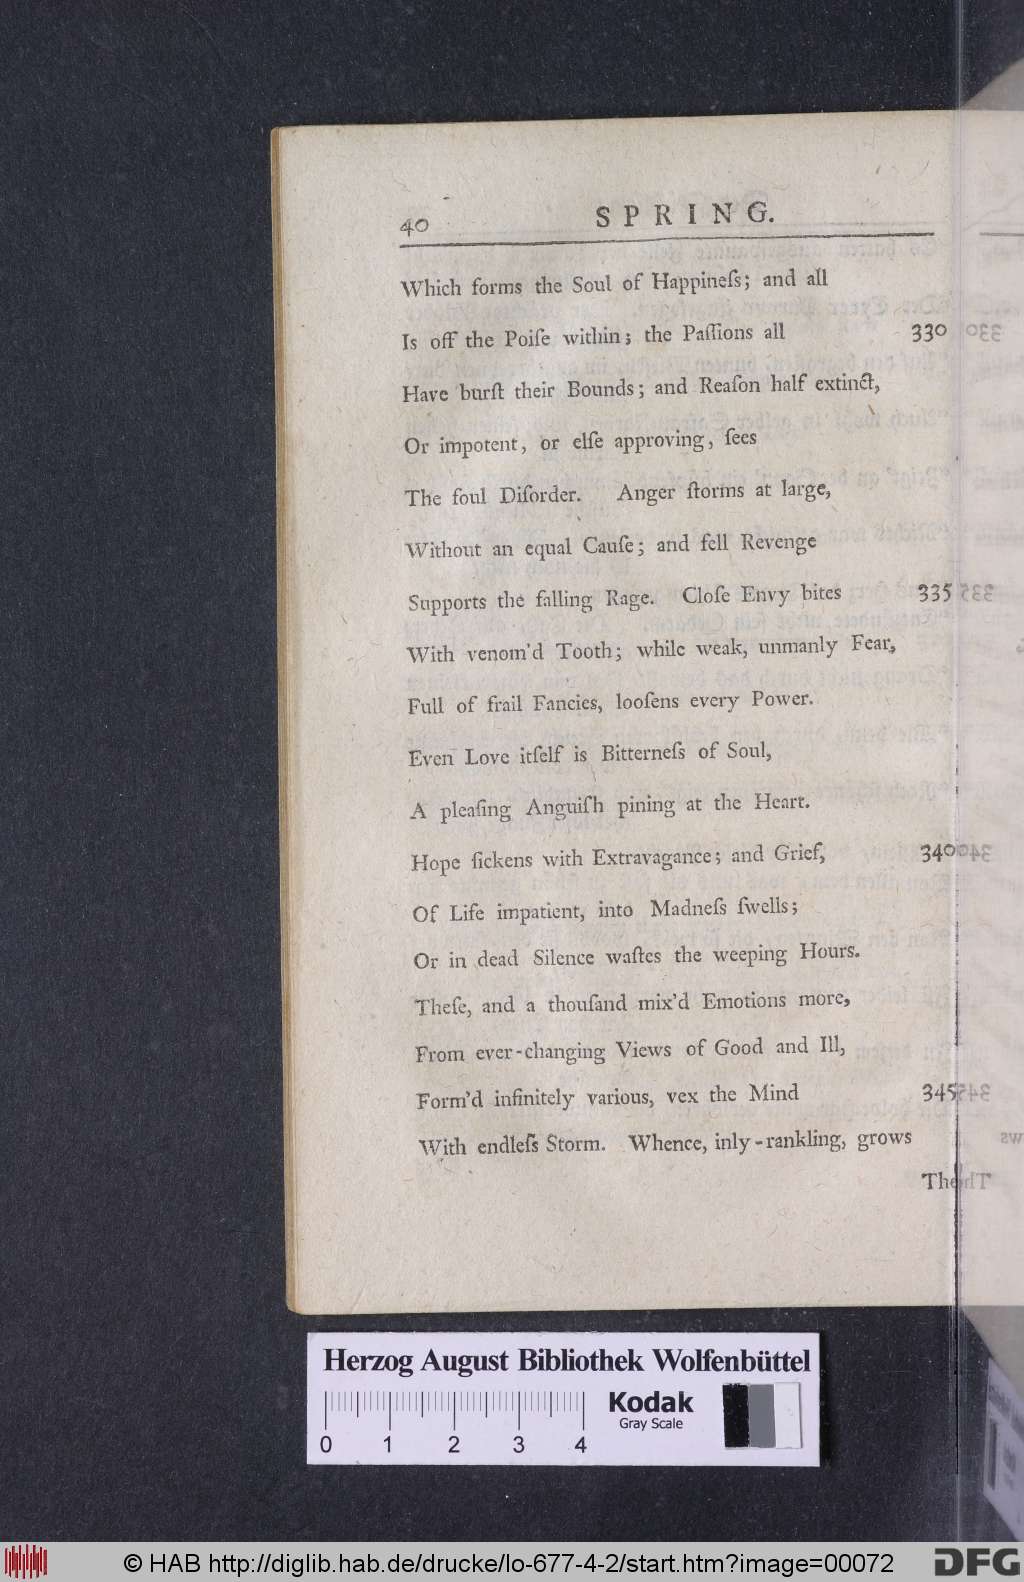 40 SPRING.
Which forms the Soul of Happineſs; and all
Is off the Poiſe within; the Paſſions all 330
Have burſt their Bounds; and Reaſon half extinct,
Or impotent, or elſe approving, ſees
The foul Diſorder. Anger ſtorms at large,
Without an equal Cauſe; and fell Revenge
Supports the falling Rage. Cloſe Envy bites 335
With venom'd Tooth; while weak, unmanly Fear,
Full of frail Fancies, looſens every Power.
Even Love itſelf is Bitterneſs of Soul,
A pleaſing Anguiſh pining at the Heart.
Hope ſickens with Extravagance; and Grief, 340
Of Life impatient, into Madneſs ſwells;
Or in dead Silence waſtes the weeping Hours.
Theſe, and a thouſand mix'd Emotions more,
From ever-changing Views of Good and Ill,
Form'd infinitely various, vex the Mind 345
With endleſs Storm. Whence, inly-rankling, grows
The
Herzog August Bibliothek Wolfenbüttel
Kodak
Gray Scale
0 1 2 3 4
© HAB http://diglib.hab.de/drucke/lo-677-4-2/start.htm?image=00072
DFG